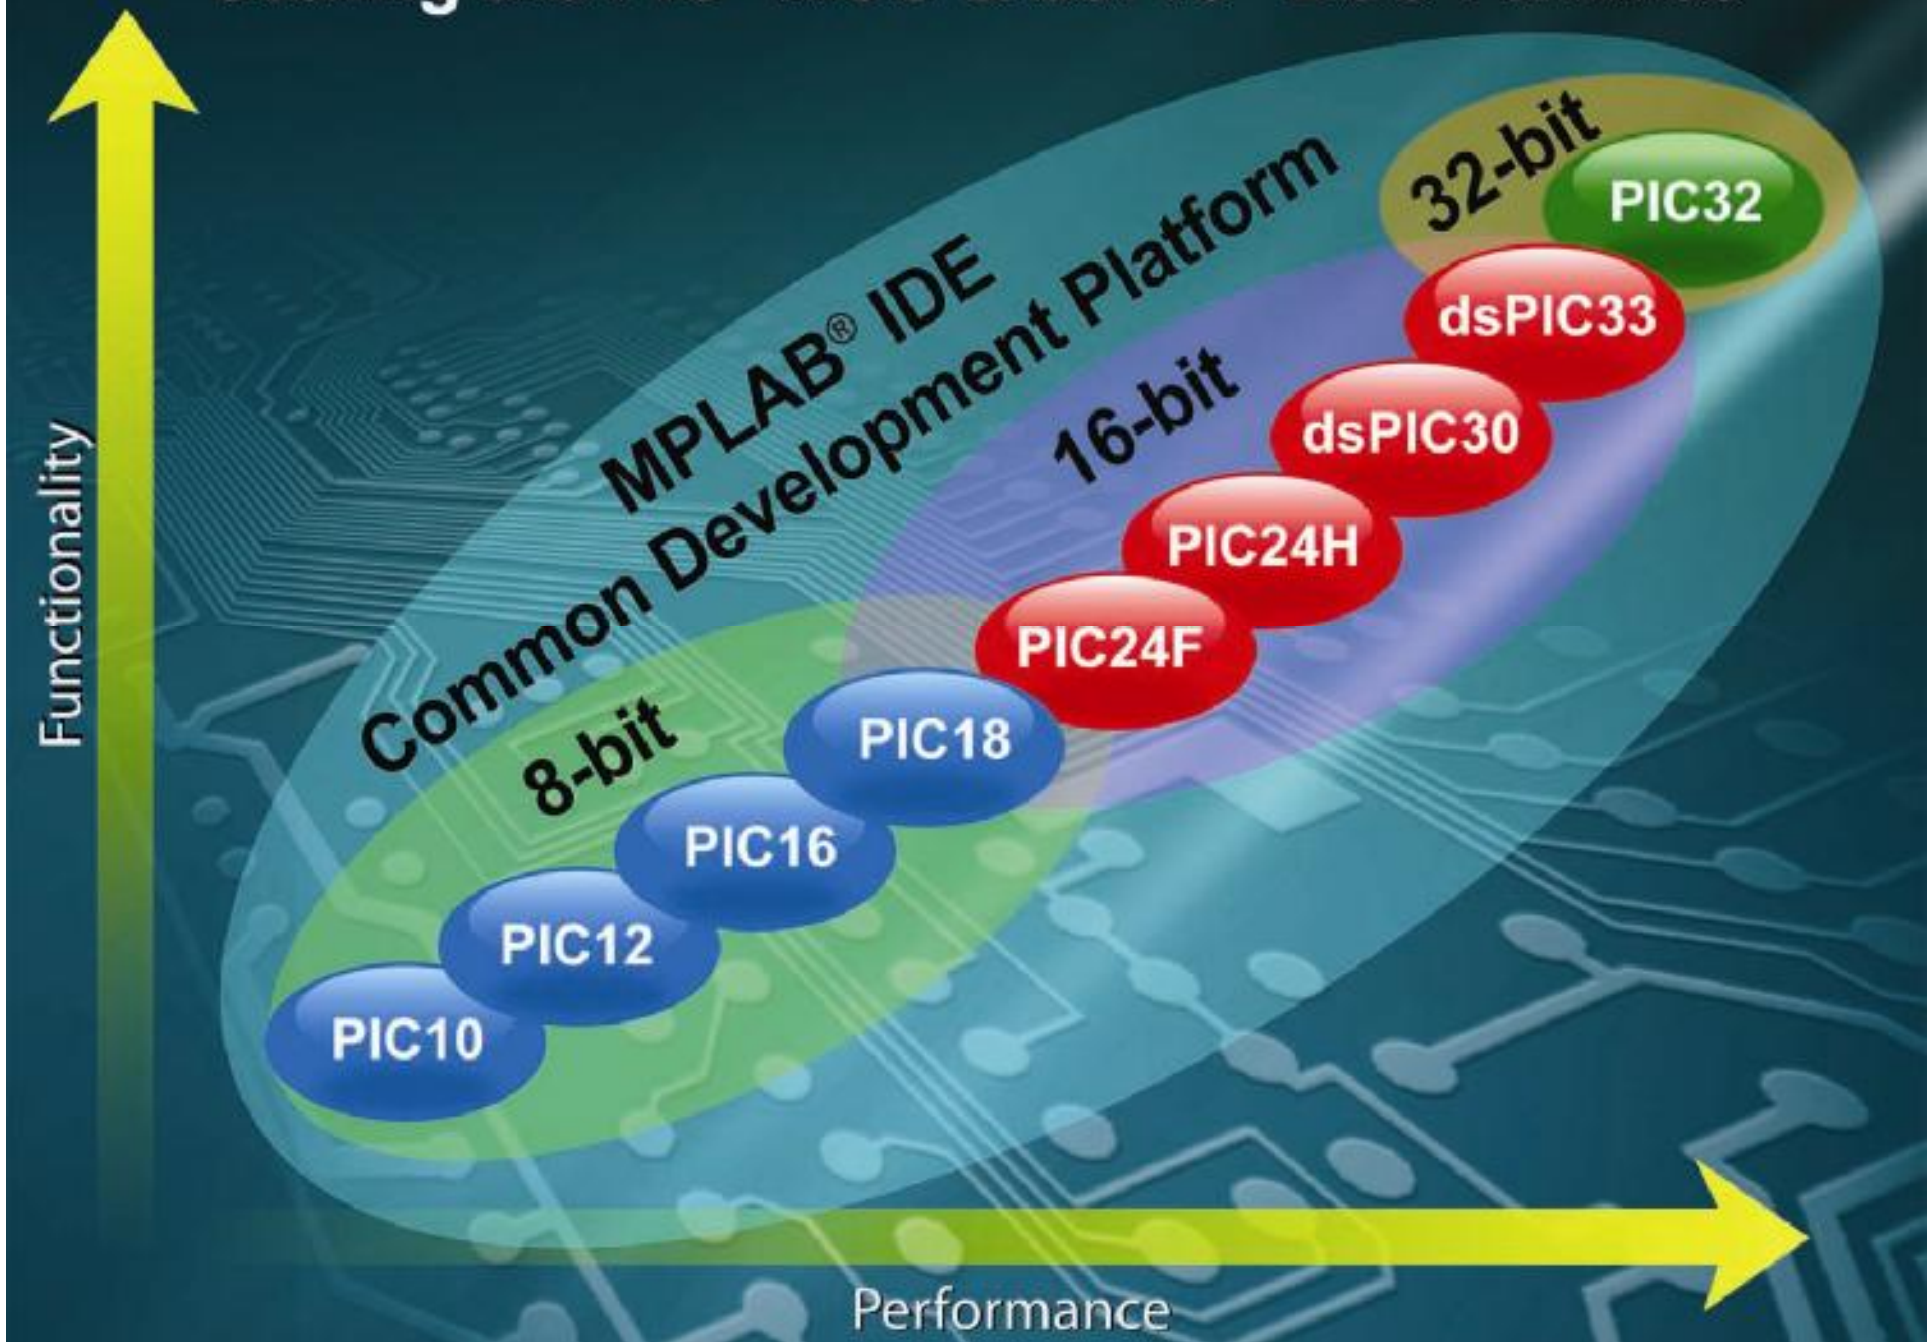 MPLAB® IDE
Common Development Platform
32-bit
PIC32
dsPIC33
16-bit
dsPIC30
PIC24H
PIC24F
8-bit
PIC18
PIC16
PIC12
PIC10
Functionality
Performance